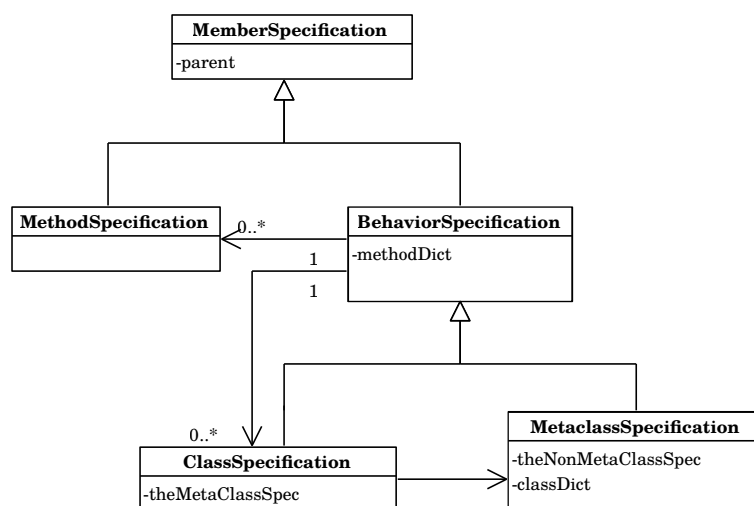 MemberSpecification
-parent
MethodSpecification
0..*
BehaviorSpecification
-methodDict
1
1
0..*
ClassSpecification
-theMetaClassSpec
MetaclassSpecification
-theNonMetaClassSpec
-classDict